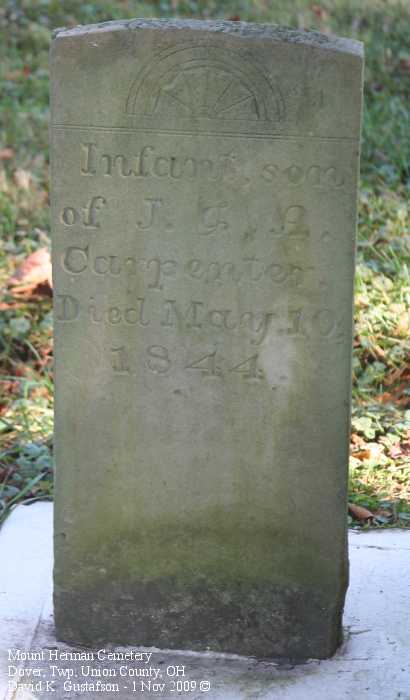 Infant son
of J. & A.
Carpenter.
Died May 10,
1844.
Mount Herman Cemetery
Dover, Twp, Union County, OH
David K. Gustafson - 1 Nov 2009 ©